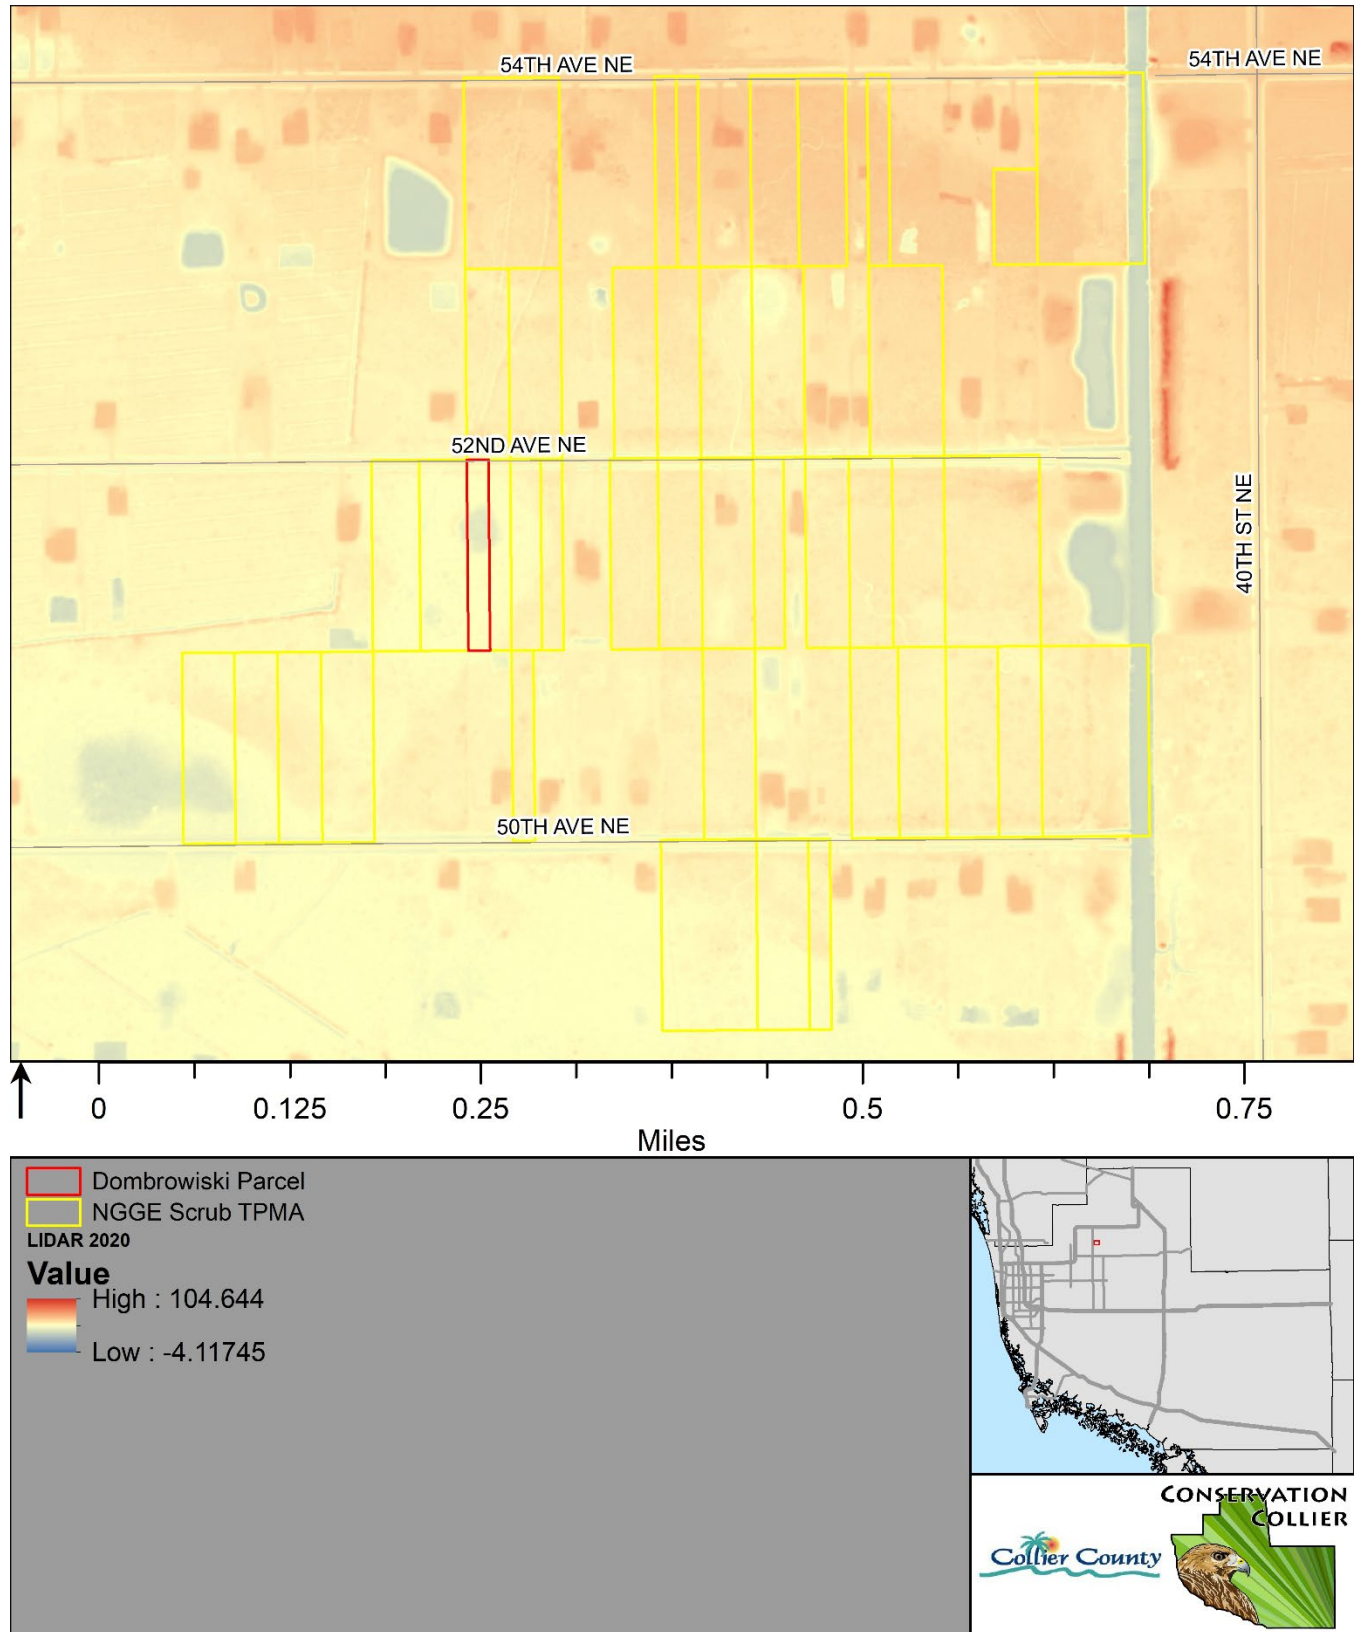 54TH AVE NE
54TH AVE NE
52ND AVE NE
40TH ST NE
50TH AVE NE
0
0.125
0.25
0.5
0.75
Miles
Dombrowiski Parcel
NGGE Scrub TPMA
LIDAR 2020
Value
High : 104.644
Low : -4.11745
CONSERVATION
COLLIER
Collier County